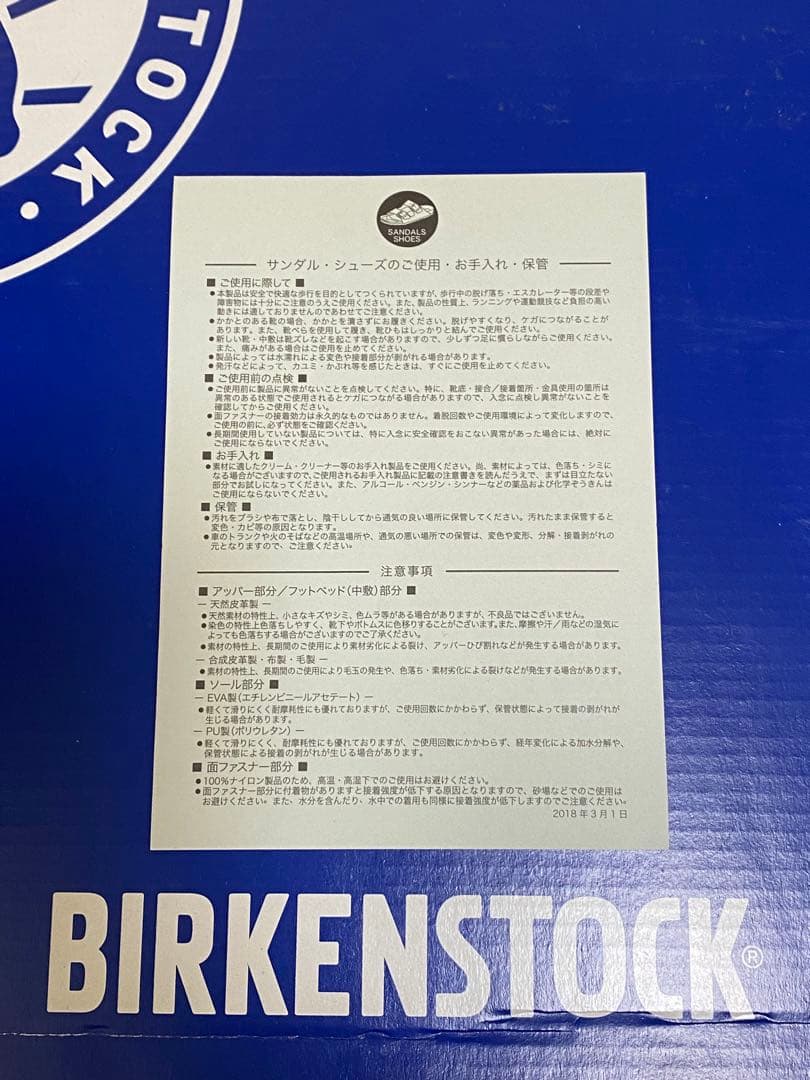 TOCK •
SANDALS
SHOES
サンダル・シューズのご使用・お手入れ・保管
■ ご使用に際して ■
●本製品は安全で快適な歩行を目的としてつくられていますが、歩行中の脱げ落ち・エスカレーター等の段差や
障害物には十分にご注意のうえご使用ください。また、製品の性質上、ランニングや運動競技など負担の高い
動きには適しておりませんのであわせてご注意ください。
●かかとのある靴の場合、かかとを潰さずにお履きください。脱げやすくなり、ケガにつながることが
あります。また、靴べらを使用して履き、靴ひもはしっかりと結んでご使用ください。
●新しい靴・中敷は靴ズレなどを起こす場合がありますので、少しずつ足に慣らしながらご使用ください。
また、痛みがある場合はご使用を止めてください。
●製品によっては水濡れによる変色や接着部分が剥がれる場合があります。
●発汗などによって、カユミ・かぶれ等を感じたときは、すぐにご使用を止めてください。
■ ご使用前の点検 ■
●ご使用前に製品に異常がないことを点検してください。特に、靴底・接合／接着箇所・金具使用の箇所は
異常のある状態でご使用されるとケガにつながる場合がありますので、入念に点検し異常がないことを
確認してからご使用ください。
●面ファスナーの接着効力は永久的なものではありません。着脱回数やご使用環境によって変化しますので、
ご使用の前に、必ず状態をご確認ください。
●長期間使用していない製品については、特に入念に安全確認をおこない異常があった場合には、絶対に
ご使用にならないでください。
■ お手入れ ■
●素材に適したクリーム・クリーナー等のお手入れ製品をご使用ください。尚、素材によっては、色落ち・シミに
なる場合がございますので、ご使用されるお手入れ製品に記載の注意書きを読んだうえで、まずは目立たない
部分でお試しになってください。また、アルコール・ベンジン・シンナーなどの薬品および化学ぞうきんは
ご使用にならないでください。
■ 保管 ■
●汚れをブラシや布で落とし、陰干ししてから通気の良い場所に保管してください。汚れたまま保管すると
変色・カビ等の原因となります。
●車のトランクや火のそばなどの高温場所や、通気の悪い場所での保管は、変色や変形、分解・接着剥がれの
元となりますので、ご注意ください。
注意事項
■ アッパー部分／フットベッド（中敷）部分 ■
― 天然皮革製 ―
●天然素材の特性上、小さなキズやシミ、色ムラ等がある場合がありますが、不良品ではございません。
●染色の特性上色落ちしやすく、靴下やボトムスに色移りすることがございます。また、摩擦や汗／雨などの湿気に
よっても色落ちする場合がございますのでご了承ください。
●素材の特性上、長期間のご使用により素材劣化による裂け、アッパーひび割れなどが発生する場合があります。
― 合成皮革製・布製・毛製 ―
●素材の特性上、長期間のご使用により毛玉の発生や、色落ち・素材劣化による裂けなどが発生する場合があります。
■ ソール部分 ■
― EVA製（エチレンビニールアセテート） ―
●軽くて滑りにくく耐摩耗性にも優れておりますが、ご使用回数にかかわらず、保管状態によって接着の剥がれが
生じる場合があります。
― PU製（ポリウレタン） ―
●軽くて滑りにくく、耐摩耗性にも優れておりますが、ご使用回数にかかわらず、経年変化による加水分解や、
保管状態による接着の剥がれが生じる場合があります。
■ 面ファスナー部分 ■
●100％ナイロン製品のため、高温・高湿下でのご使用はお避けください。
●面ファスナー部分に付着物がありますと接着強度が低下する原因となりますので、砂場などでのご使用は
お避けください。また、水分を含んだり、水中での着用も同様に接着強度が低下しますのでご注意ください。
2018年3月1日
BIRKENSTOCK®